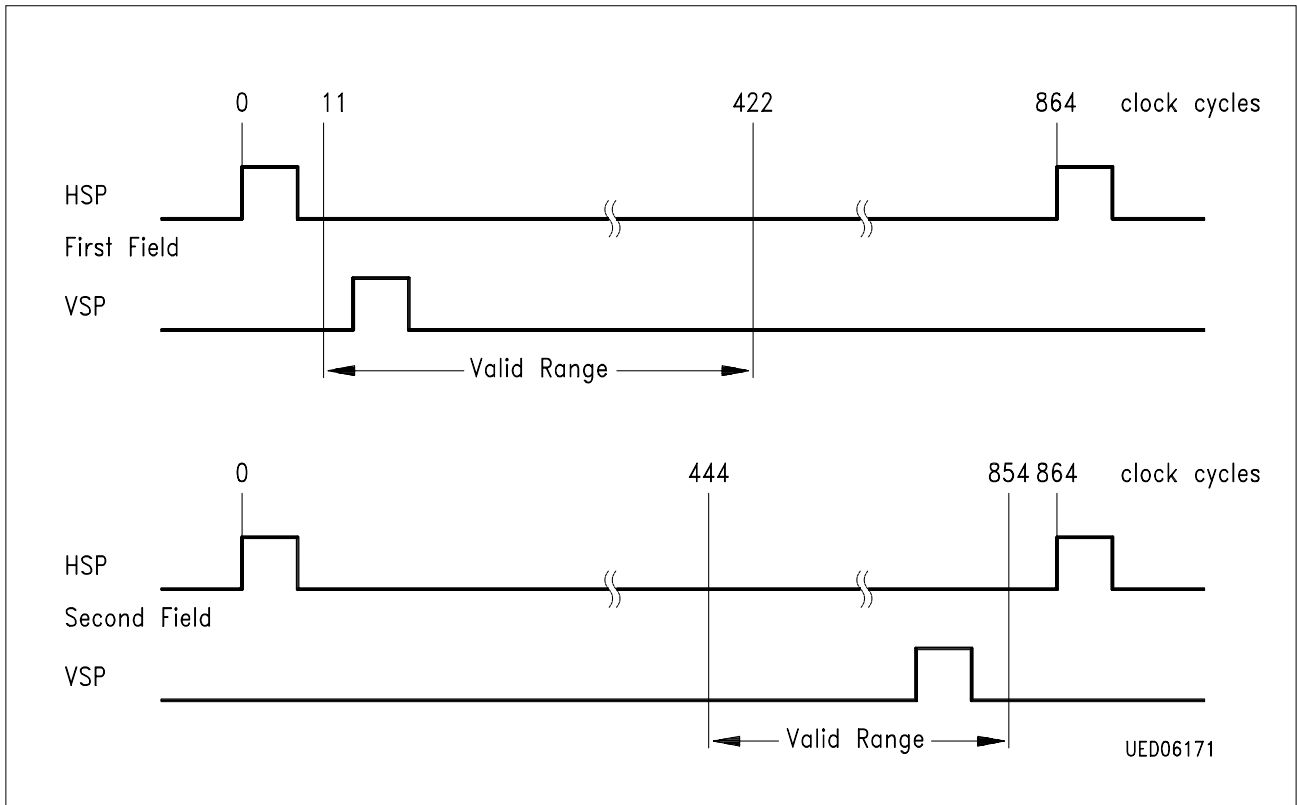 0 11 422 864 clock cycles
HSP
First Field
VSP
Valid Range
0 444 854 864 clock cycles
HSP
Second Field
VSP
Valid Range
UED06171